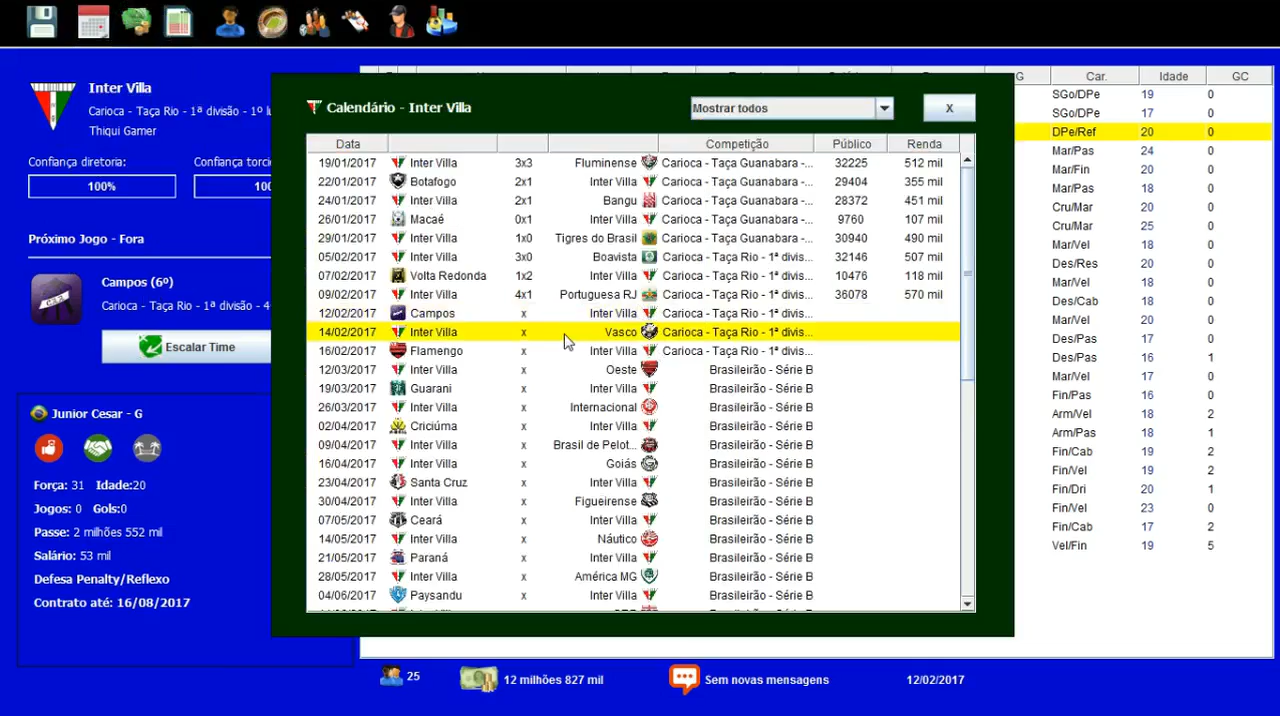 Inter Villa
Carioca - Taça Rio - 1ª divisão - 1º lu
Thiqui Gamer
Confiança diretoria: Confiança torcid
100% 100
Próximo Jogo - Fora
Campos (6º)
Carioca - Taça Rio - 1ª divisão - 4
Escalar Time
Junior Cesar - G
Força: 31 Idade:20
Jogos: 0 Gols:0
Passe: 2 milhões 552 mil
Salário: 53 mil
Defesa Penalty/Reflexo
Contrato até: 16/08/2017
Calendário - Inter Villa
Mostrar todos
X
Data Competição Público Renda
19/01/2017 Inter Villa 3x3 Fluminense Carioca - Taça Guanabara -... 32225 512 mil
22/01/2017 Botafogo 2x1 Inter Villa Carioca - Taça Guanabara -... 29404 355 mil
24/01/2017 Inter Villa 2x1 Bangu Carioca - Taça Guanabara -... 28372 451 mil
26/01/2017 Macaé 0x1 Inter Villa Carioca - Taça Guanabara -... 9760 107 mil
29/01/2017 Inter Villa 1x0 Tigres do Brasil Carioca - Taça Guanabara -... 30940 490 mil
05/02/2017 Inter Villa 3x0 Boavista Carioca - Taça Rio - 1ª divis... 32146 507 mil
07/02/2017 Volta Redonda 1x2 Inter Villa Carioca - Taça Rio - 1ª divis... 10476 118 mil
09/02/2017 Inter Villa 4x1 Portuguesa RJ Carioca - Taça Rio - 1ª divis... 36078 570 mil
12/02/2017 Campos x Inter Villa Carioca - Taça Rio - 1ª divis...
14/02/2017 Inter Villa x Vasco Carioca - Taça Rio - 1ª divis...
16/02/2017 Flamengo x Inter Villa Carioca - Taça Rio - 1ª divis...
12/03/2017 Inter Villa x Oeste Brasileirão - Série B
19/03/2017 Guarani x Inter Villa Brasileirão - Série B
26/03/2017 Inter Villa x Internacional Brasileirão - Série B
02/04/2017 Criciúma x Inter Villa Brasileirão - Série B
09/04/2017 Inter Villa x Brasil de Pelot... Brasileirão - Série B
16/04/2017 Inter Villa x Goiás Brasileirão - Série B
23/04/2017 Santa Cruz x Inter Villa Brasileirão - Série B
30/04/2017 Inter Villa x Figueirense Brasileirão - Série B
07/05/2017 Ceará x Inter Villa Brasileirão - Série B
14/05/2017 Inter Villa x Náutico Brasileirão - Série B
21/05/2017 Paraná x Inter Villa Brasileirão - Série B
28/05/2017 Inter Villa x América MG Brasileirão - Série B
04/06/2017 Paysandu x Inter Villa Brasileirão - Série B
G Car. Idade GC
SGo/DPe 19 0
SGo/DPe 17 0
DPe/Ref 20 0
Mar/Pas 24 0
Mar/Fin 20 0
Mar/Pas 18 0
Cru/Mar 20 0
Cru/Mar 25 0
Mar/Vel 18 0
Des/Res 20 0
Mar/Vel 18 0
Des/Cab 18 0
Mar/Vel 20 0
Des/Pas 17 0
Des/Pas 16 1
Mar/Vel 17 0
Fin/Pas 16 0
Arm/Vel 18 2
Arm/Pas 18 1
Fin/Cab 19 2
Fin/Vel 19 2
Fin/Dri 20 1
Fin/Vel 23 0
Fin/Cab 17 2
Vel/Fin 19 5
25 12 milhões 827 mil Sem novas mensagens 12/02/2017